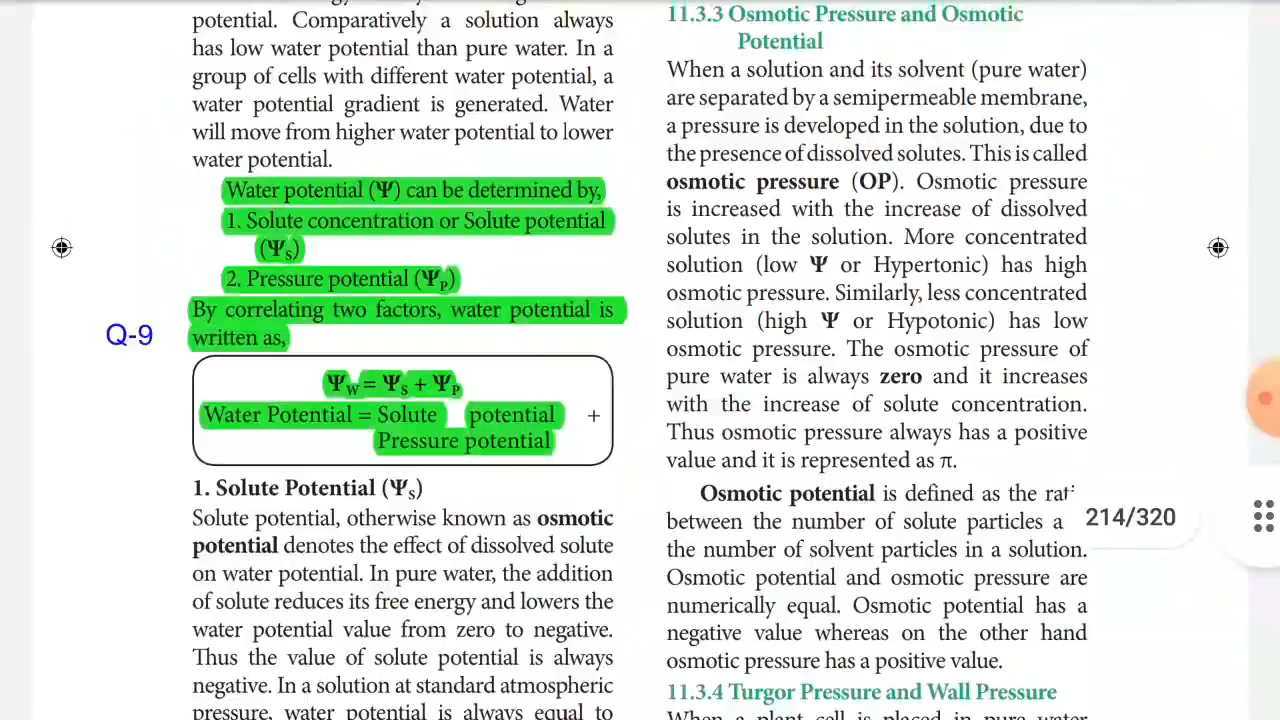 potential. Comparatively a solution always
has low water potential than pure water. In a
group of cells with different water potential, a
water potential gradient is generated. Water
will move from higher water potential to lower
water potential.
Water potential (Ψ) can be determined by,
1. Solute concentration or Solute potential
(Ψs)
2. Pressure potential (Ψp)
By correlating two factors, water potential is
written as,
Q-9
Ψw = Ψs + Ψp
Water Potential = Solute potential +
Pressure potential
1. Solute Potential (Ψs)
Solute potential, otherwise known as osmotic
potential denotes the effect of dissolved solute
on water potential. In pure water, the addition
of solute reduces its free energy and lowers the
water potential value from zero to negative.
Thus the value of solute potential is always
negative. In a solution at standard atmospheric
pressure, water potential is always equal to
11.3.3 Osmotic Pressure and Osmotic
Potential
When a solution and its solvent (pure water)
are separated by a semipermeable membrane,
a pressure is developed in the solution, due to
the presence of dissolved solutes. This is called
osmotic pressure (OP). Osmotic pressure
is increased with the increase of dissolved
solutes in the solution. More concentrated
solution (low Ψ or Hypertonic) has high
osmotic pressure. Similarly, less concentrated
solution (high Ψ or Hypotonic) has low
osmotic pressure. The osmotic pressure of
pure water is always zero and it increases
with the increase of solute concentration.
Thus osmotic pressure always has a positive
value and it is represented as π.
Osmotic potential is defined as the
between the number of solute particles a
the number of solvent particles in a solution.
Osmotic potential and osmotic pressure are
numerically equal. Osmotic potential has a
negative value whereas on the other hand
osmotic pressure has a positive value.
11.3.4 Turgor Pressure and Wall Pressure
When a plant cell is placed in pure water
214/320